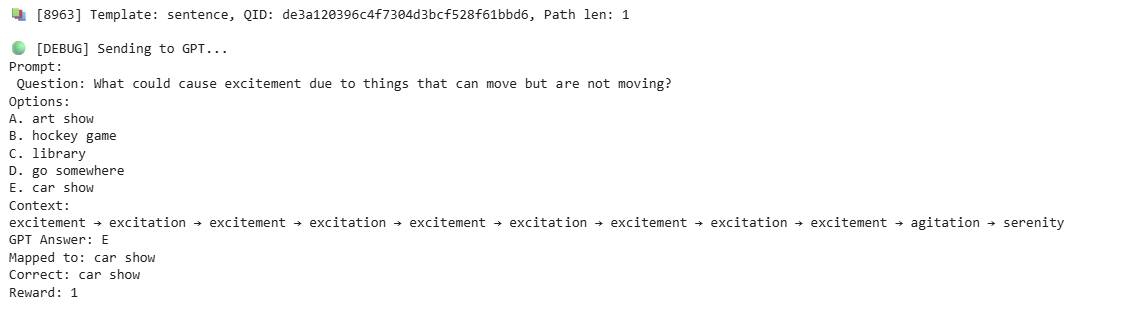 [8963] Template: sentence, QID: de3a120396c4f7304d3bcf528f61bbd6, Path len: 1
[DEBUG] Sending to GPT...
Prompt:
Question: What could cause excitement due to things that can move but are not moving?
Options:
A. art show
B. hockey game
C. library
D. go somewhere
E. car show
Context:
excitement → excitation → excitement → excitation → excitement → excitation → excitement → excitation → excitement → agitation → serenity
GPT Answer: E
Mapped to: car show
Correct: car show
Reward: 1